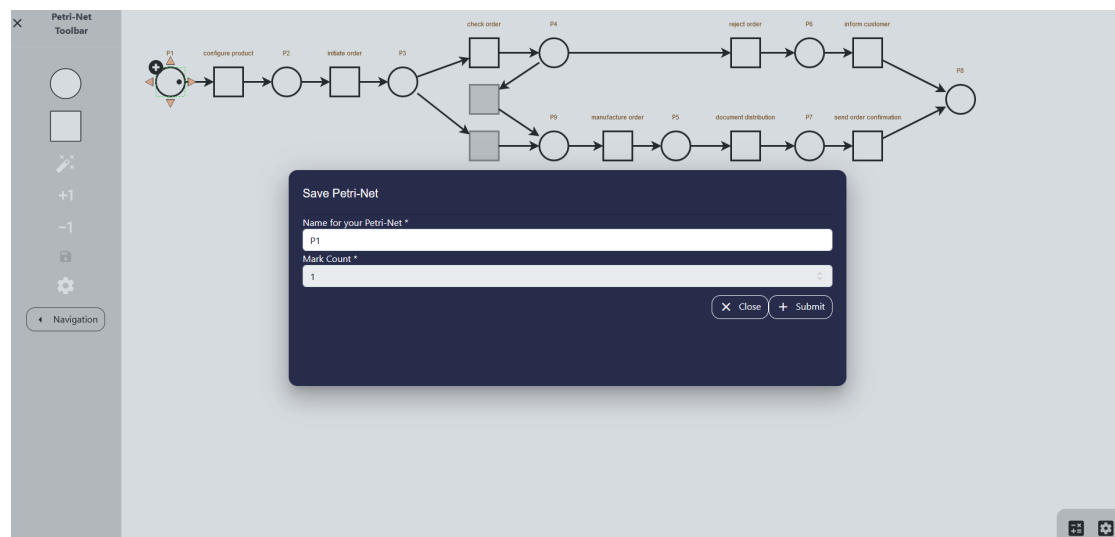 Petri-Net
Toolbar
+1
−1
Navigation
P1
configure product
P2
initiate order
P3
check order
P4
reject order
P6
inform customer
P8
P9
manufacture order
P5
document distribution
P7
send order confirmation
Save Petri-Net
Name for your Petri-Net *
P1
Mark Count *
1
Close
Submit